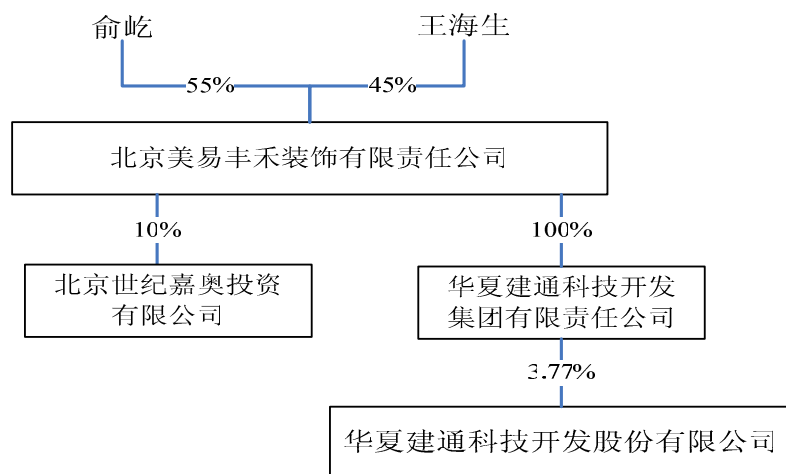 俞屹
王海生
55%
45%
北京美易丰禾装饰有限责任公司
10%
100%
北京世纪嘉奥投资
有限公司
华夏建通科技开发
集团有限责任公司
3.77%
华夏建通科技开发股份有限公司